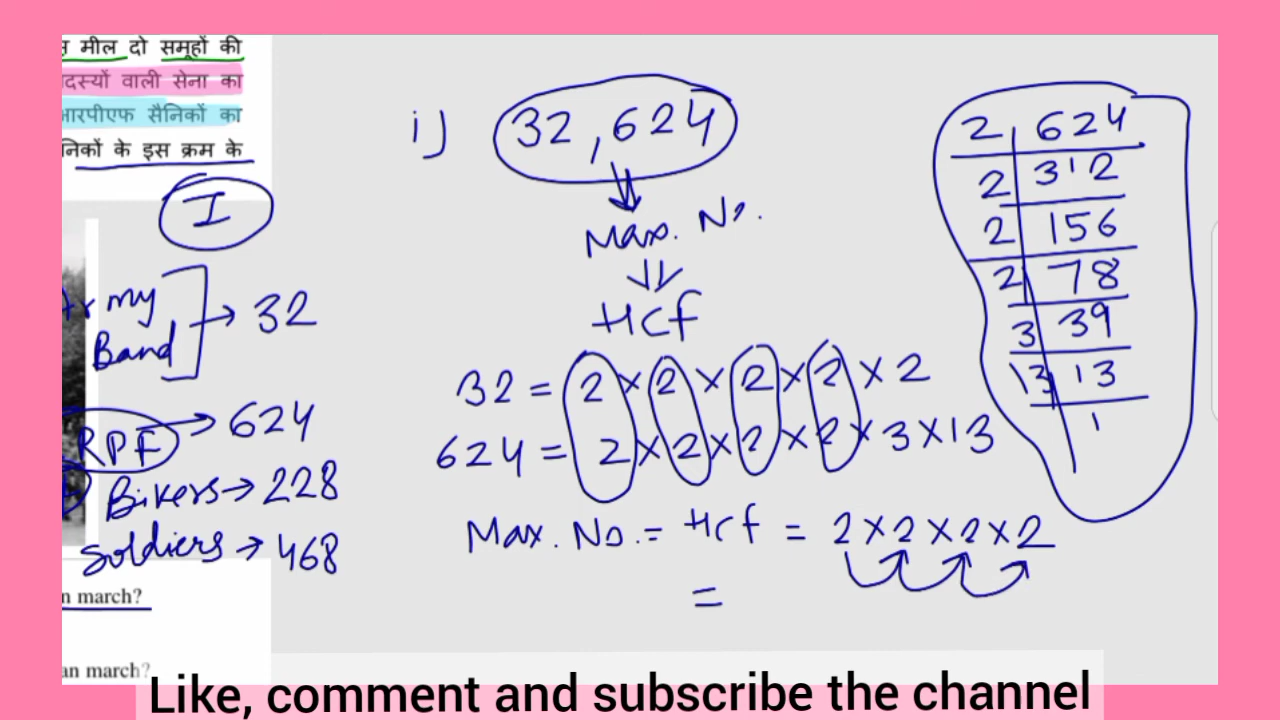 मील दो समूहों की
वाली सेना का
सैनिकों का
के इस क्रम के
I
my
Band → 32
RPF → 624
Bikers → 228
Soldiers → 468
n march?
an march?
i) 32,624
Max. No.
HCf
32 = 2 × 2 × 2 × 2 × 2
624 = 2 × 2 × 2 × 2 × 3 × 13
Max. No. = HCf = 2 × 2 × 2 × 2
=
2 624
2 312
2 156
2 78
3 39
13 13
1
Like, comment and subscribe the channel